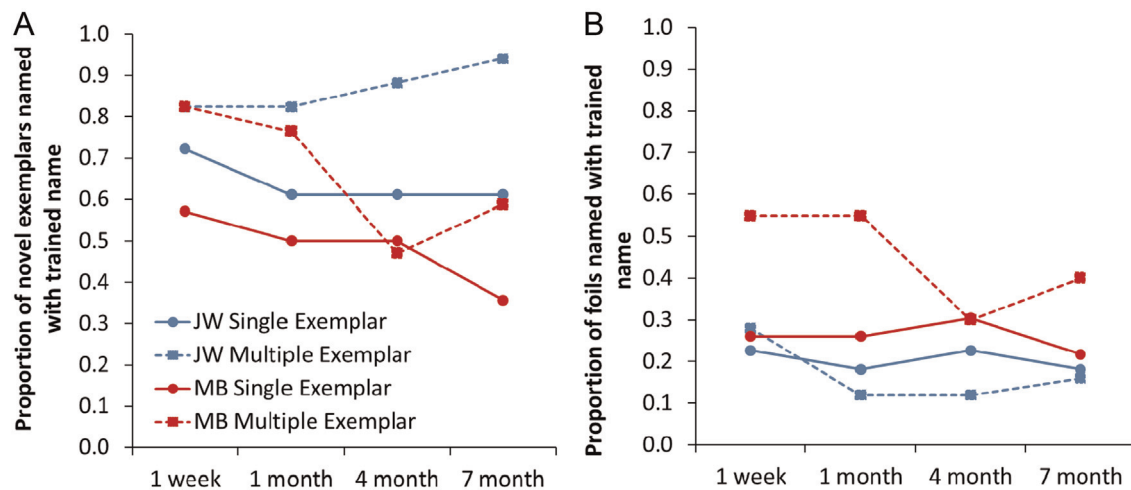 A
Proportion of novel exemplars named
with trained name
1.0
0.9
0.8
0.7
0.6
0.5
0.4
0.3
0.2
0.1
0.0
JW Single Exemplar
JW Multiple Exemplar
MB Single Exemplar
MB Multiple Exemplar
1 week
1 month
4 month
7 month
B
Proportion of foils named with trained
name
1.0
0.9
0.8
0.7
0.6
0.5
0.4
0.3
0.2
0.1
0.0
1 week
1 month
4 month
7 month